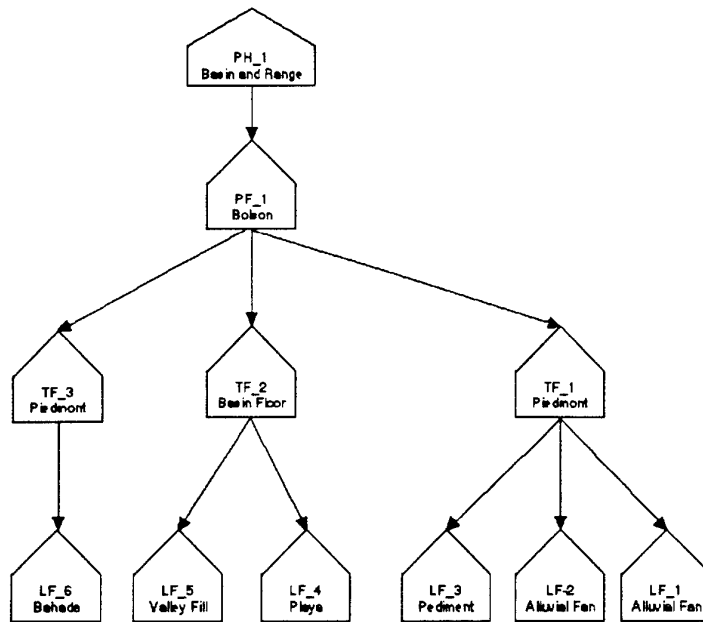 PH_1
Basin and Range
PF_1
Bolson
TF_3
Piedmont
TF_2
Basin Floor
TF_1
Piedmont
LF_6
Bahada
LF_5
Valley Fill
LF_4
Playa
LF_3
Pediment
LF-2
Alluvial Fan
LF_1
Alluvial Fan